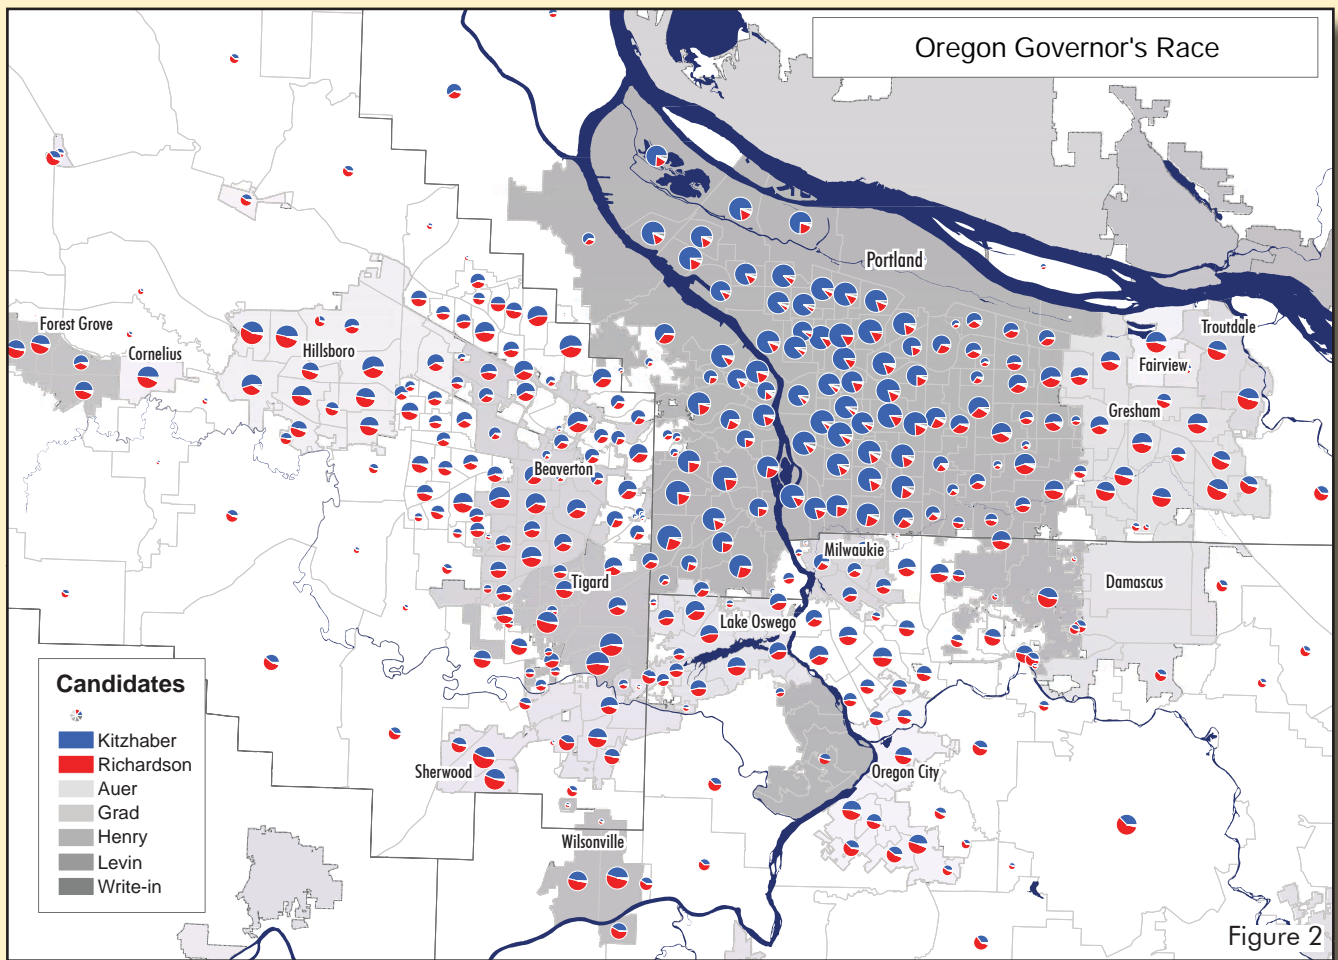 Oregon Governor's Race
Portland
Forest Grove
Cornelius
Hillsboro
Troutdale
Fairview
Gresham
Beaverton
Milwaukie
Tigard
Damascus
Lake Oswego
Sherwood
Oregon City
Wilsonville
Candidates
Kitzhaber
Richardson
Auer
Grad
Henry
Levin
Write-in
Figure 2